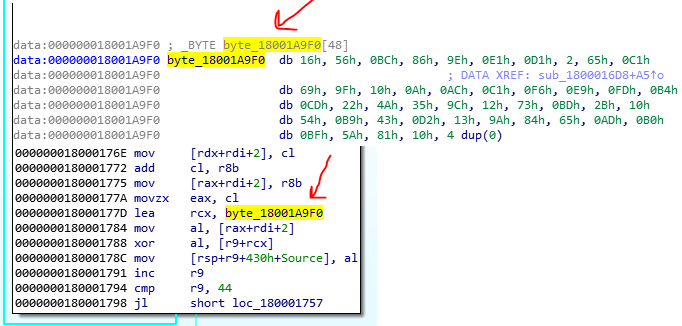 data:000000018001A9F0 ; _BYTE byte_18001A9F0[48]
data:000000018001A9F0 byte_18001A9F0 db 16h, 56h, 0BCh, 86h, 9Eh, 0E1h, 0D1h, 2, 65h, 0C1h
data:000000018001A9F0 ; DATA XREF: sub_1800016D8+A5↑o
data:000000018001A9F0 db 69h, 9Fh, 10h, 0Ah, 0ACh, 0C1h, 0F6h, 0E9h, 0FDh, 0B4h
data:000000018001A9F0 db 0CDh, 22h, 4Ah, 35h, 9Ch, 12h, 73h, 0BDh, 2Bh, 10h
data:000000018001A9F0 db 54h, 0B9h, 43h, 0D2h, 13h, 9Ah, 84h, 65h, 0ADh, 0B0h
data:000000018001A9F0 db 0BFh, 5Ah, 81h, 10h, 4 dup(0)
000000018000176E mov [rdx+rdi+2], cl
0000000180001772 add cl, r8b
0000000180001775 mov [rax+rdi+2], r8b
000000018000177A movzx eax, cl
000000018000177D lea rcx, byte_18001A9F0
0000000180001784 mov al, [rax+rdi+2]
0000000180001788 xor al, [r9+rcx]
000000018000178C mov [rsp+r9+430h+Source], al
0000000180001791 inc r9
0000000180001794 cmp r9, 44
0000000180001798 jl short loc_180001757